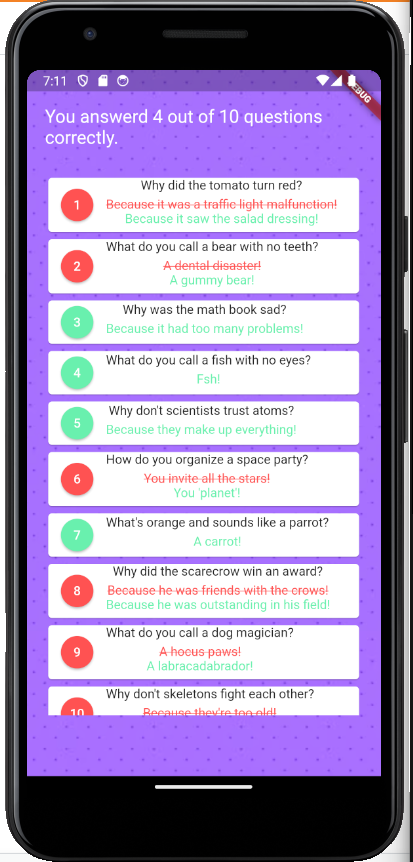 7:11
DEBUG
You answerd 4 out of 10 questions
correctly.
1
Why did the tomato turn red?
Because it was a traffic light malfunction!
Because it saw the salad dressing!
2
What do you call a bear with no teeth?
A dental disaster!
A gummy bear!
3
Why was the math book sad?
Because it had too many problems!
4
What do you call a fish with no eyes?
Fsh!
5
Why don't scientists trust atoms?
Because they make up everything!
6
How do you organize a space party?
You invite all the stars!
You 'planet'!
7
What's orange and sounds like a parrot?
A carrot!
8
Why did the scarecrow win an award?
Because he was friends with the crows!
Because he was outstanding in his field!
9
What do you call a dog magician?
A hocus paws!
A labracadabrador!
10
Why don't skeletons fight each other?
Because they're too old!